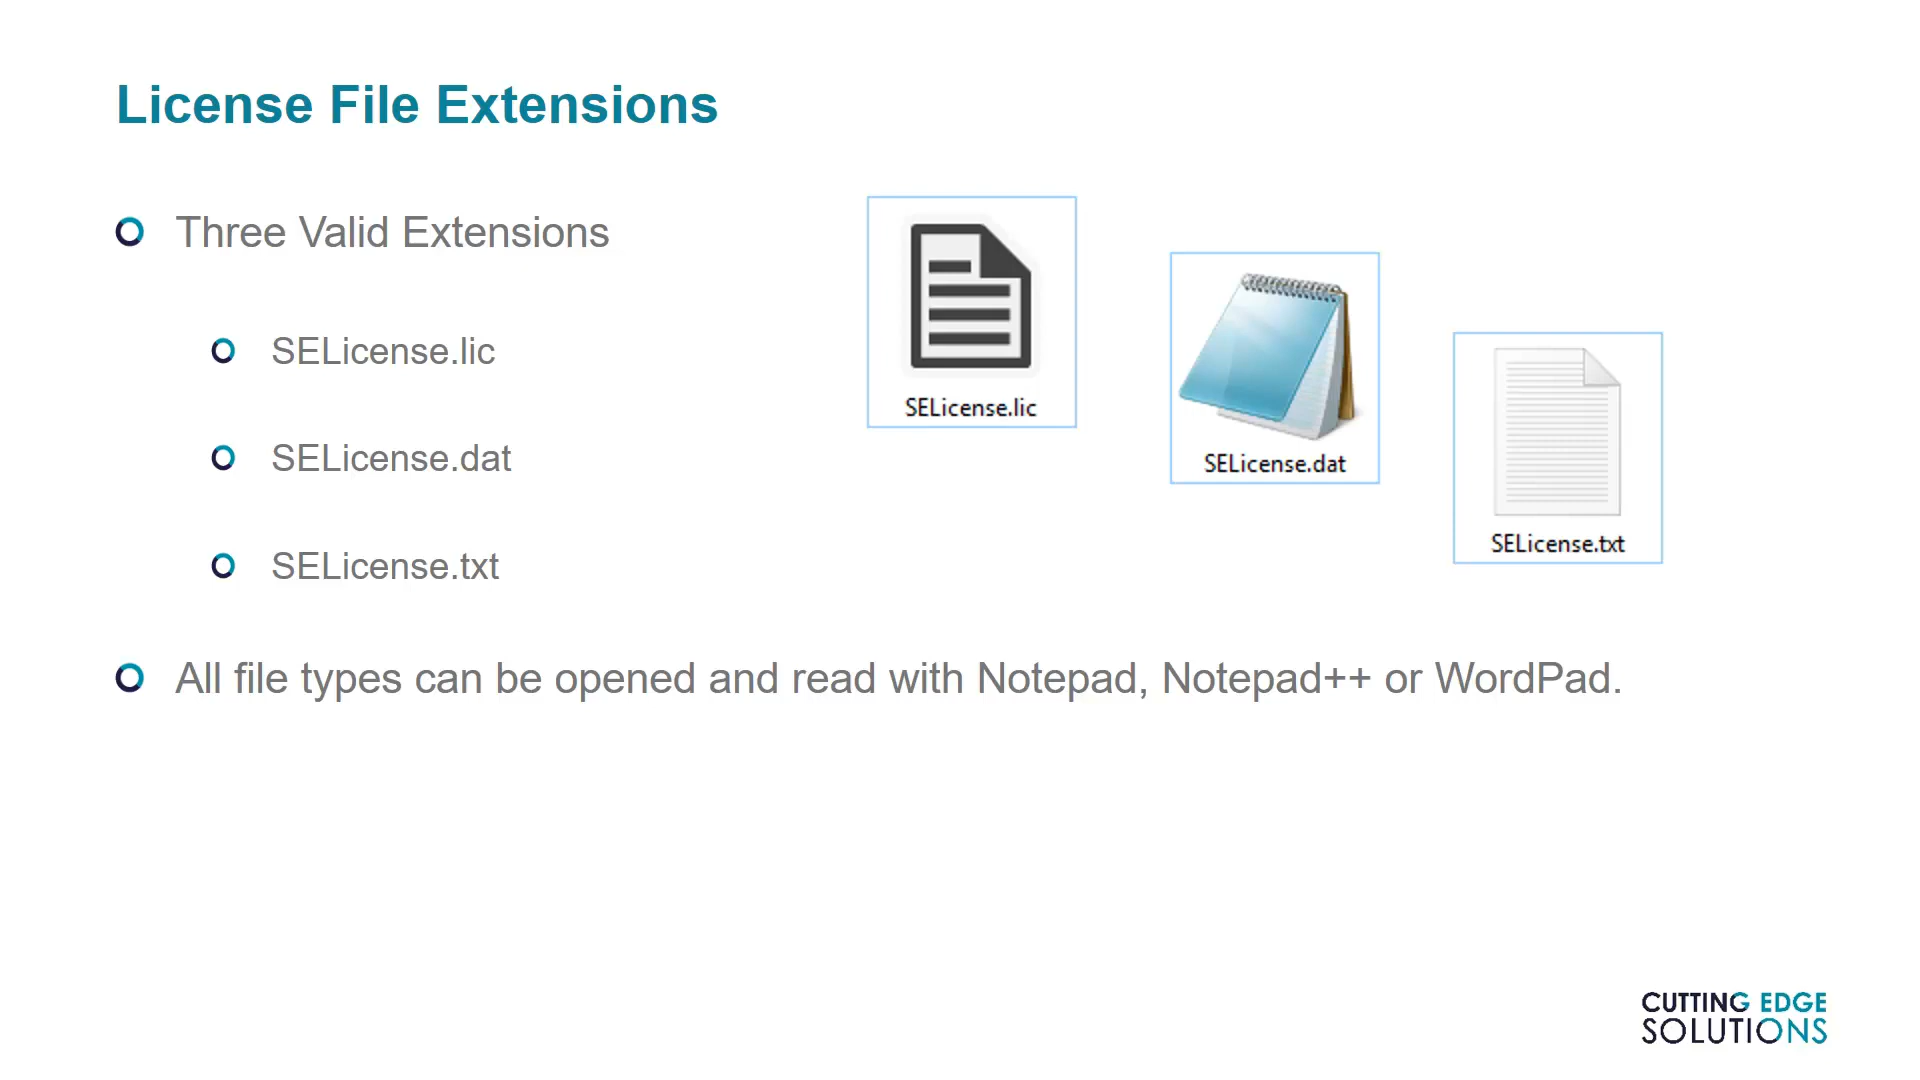 License File Extensions
Three Valid Extensions
SELicense.lic
SELicense.dat
SELicense.txt
SELicense.lic
SELicense.dat
SELicense.txt
All file types can be opened and read with Notepad, Notepad++ or WordPad.
CUTTING EDGE
SOLUTIONS